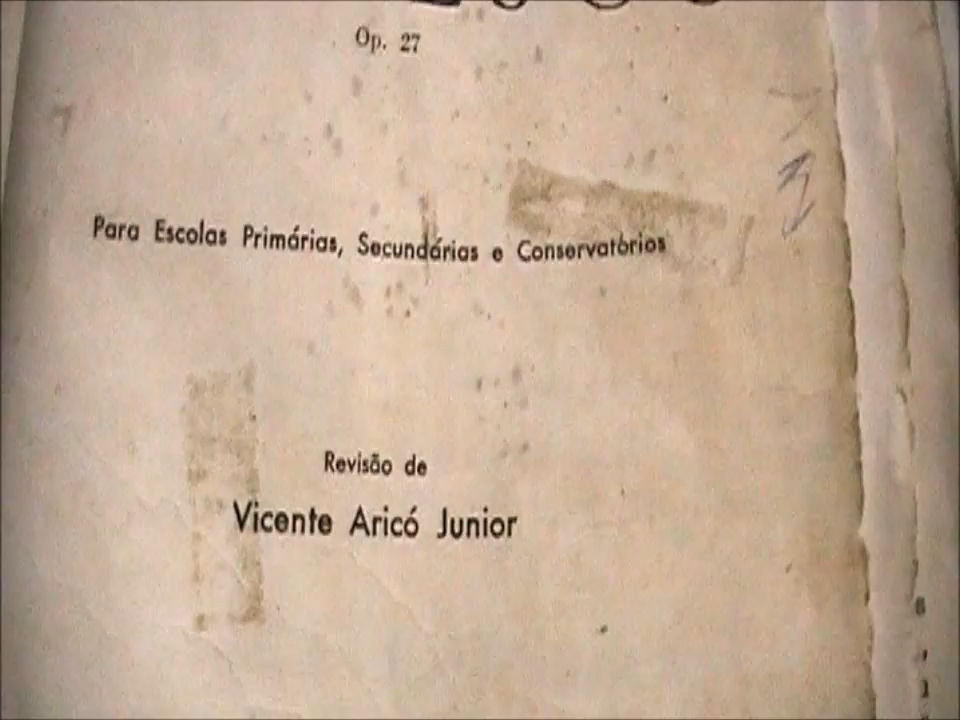 Op. 27
Para Escolas Primárias, Secundárias e Conservatórios
Revisão de
Vicente Aricó Junior